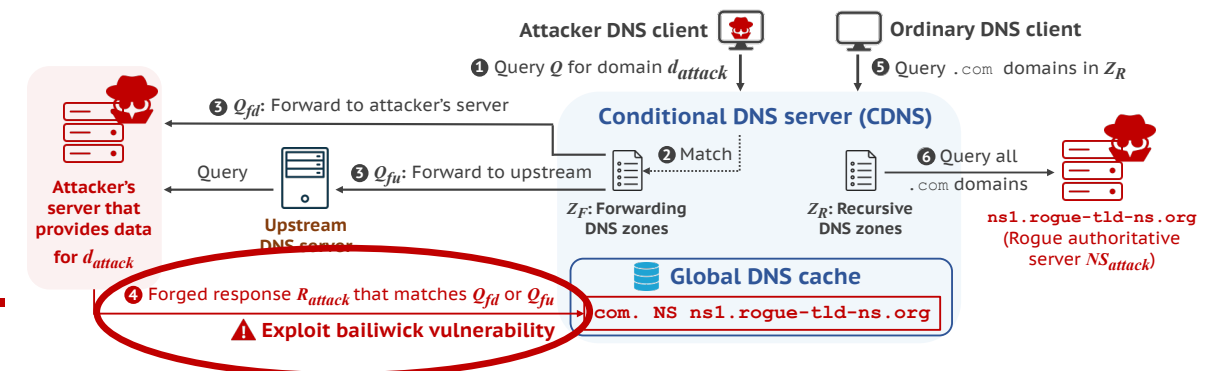 Attacker DNS client
Ordinary DNS client
❶ Query Q for domain d_attack
❺ Query .com domains in Z_R
❸ Q_fd: Forward to attacker's server
Conditional DNS server (CDNS)
❷ Match
❻ Query all
.com domains
Query
❸ Q_fu: Forward to upstream
Attacker's
server that
provides data
for d_attack
Upstream
DNS server
Z_F: Forwarding
DNS zones
Z_R: Recursive
DNS zones
ns1.rogue-tld-ns.org
(Rogue authoritative
server NS_attack)
Global DNS cache
❹ Forged response R_attack that matches Q_fd or Q_fu
com. NS ns1.rogue-tld-ns.org
Exploit bailiwick vulnerability